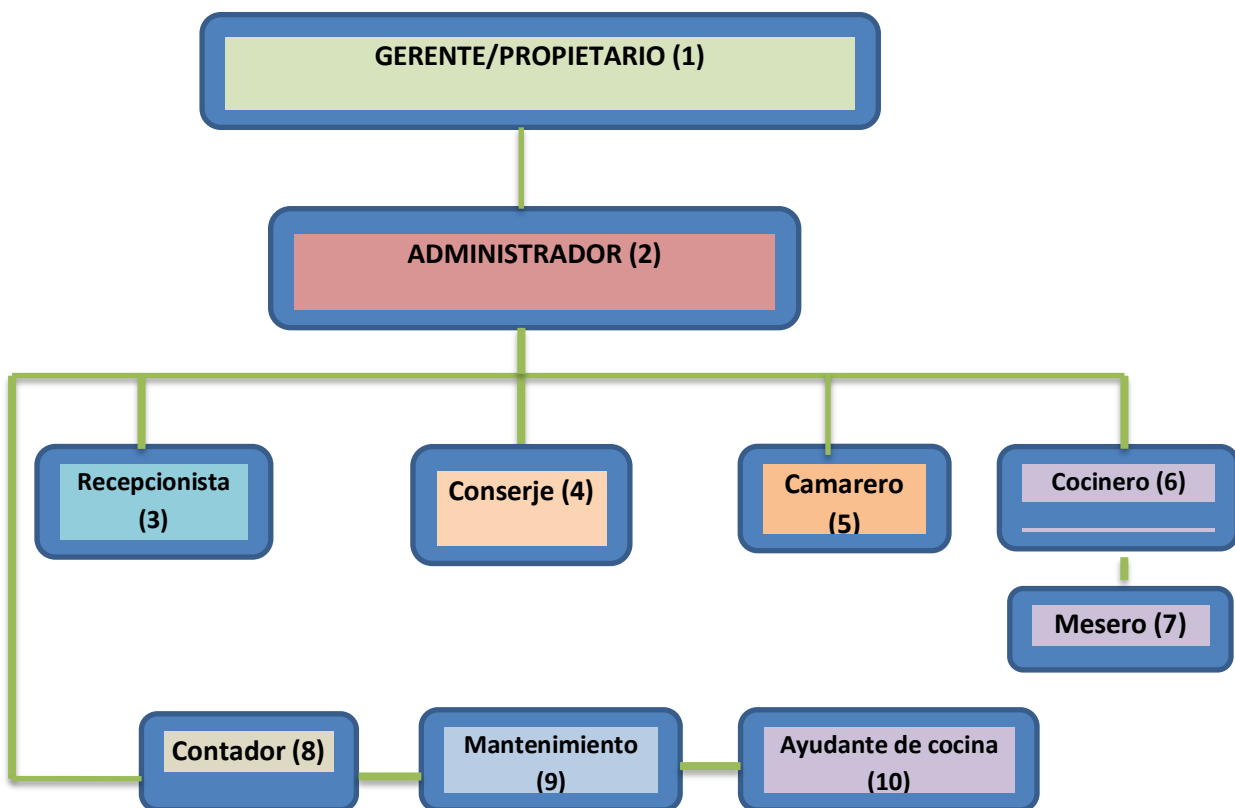 GERENTE/PROPIETARIO (1)
ADMINISTRADOR (2)
Recepcionista
(3)
Conserje (4)
Camarero
(5)
Cocinero (6)
Mesero (7)
Contador (8)
Mantenimiento
(9)
Ayudante de cocina
(10)